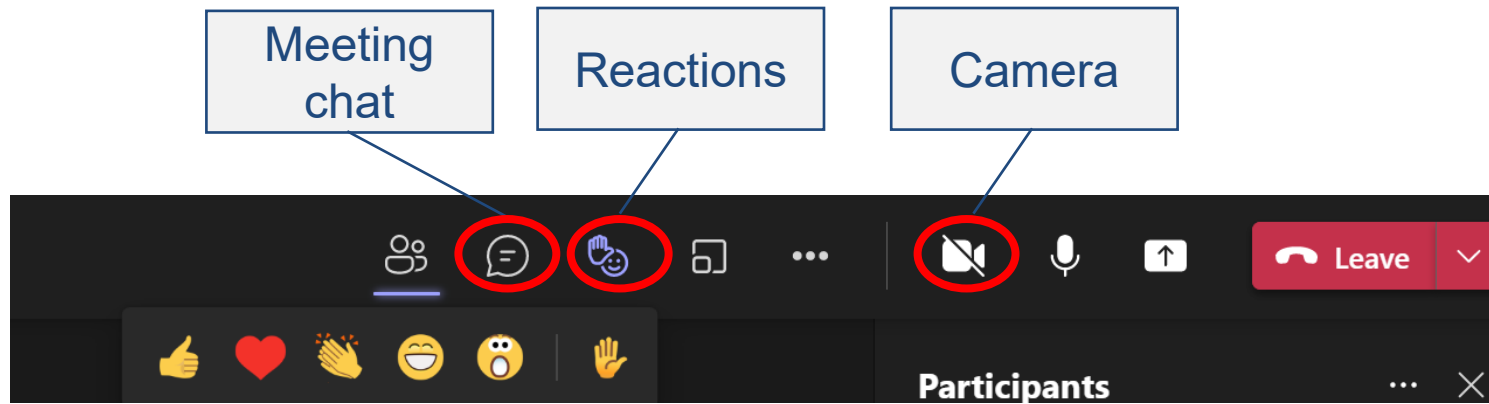 Meeting
chat
Reactions
Camera
Leave
Participants